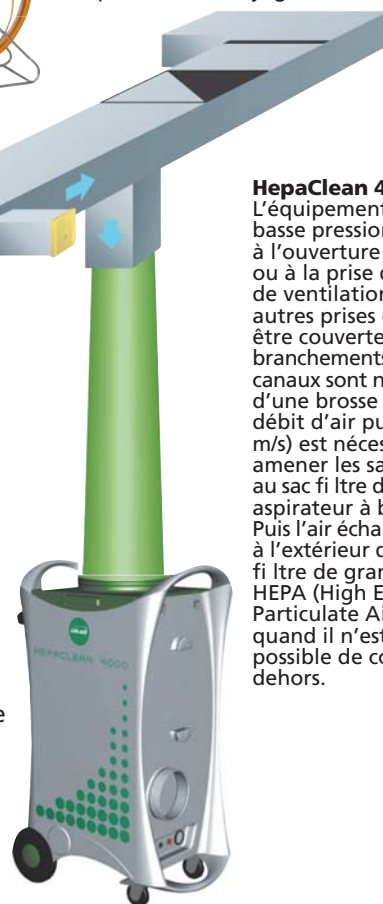 HepaClean 4
L’équipement
basse pression
à l’ouverture
ou à la prise
de ventilation
autres prises
être couverte
branchements
canaux sont n
d’une brosse
débit d’air pu
m/s) est néces
amener les sa
au sac fi ltre d
aspirateur à b
Puis l’air écha
à l’extérieur
fi ltre de gran
HEPA (High E
Particulate Ai
quand il n’est
possible de co
dehors.
HEPACLEAN 4000
e